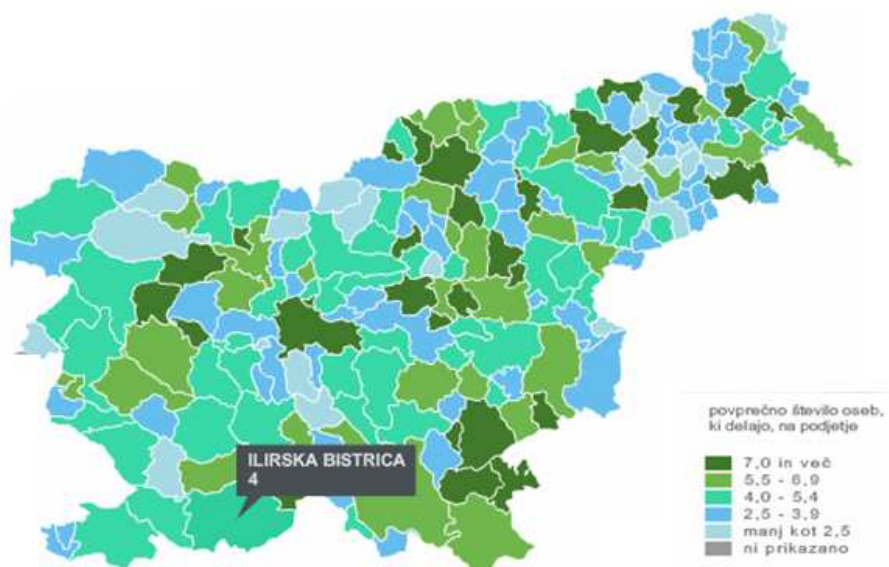 ILIRSKA BISTRICA
4
povprečno število oseb,
ki delajo, na podjetje
7,0 in več
5,5 - 6,9
4,0 - 5,4
2,5 - 3,9
manj kot 2,5
ni prikazano